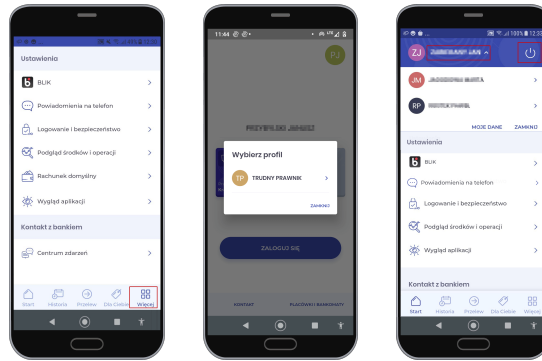 Ustawienia
BLIK
Powiadomienia na telefon
Logowanie i bezpieczeństwo
Podgląd środków i operacji
Rachunek domyślny
Wygląd aplikacji
Kontakt z bankiem
Centrum zdarzeń
Start Historia Przelew Dla Ciebie Więcej
11:44
PJ
Wybierz profil
TP TRUDNY PRAWNIK
ZAMKNIJ
ZALOGUJ SIĘ
KONTAKT PLACÓWKI I BANKOMATY
100% 12:33
ZJ
JM
RP
MOJE DANE ZAMKNIJ
Ustawienia
BLIK
Powiadomienia na telefon
Logowanie i bezpieczeństwo
Podgląd środków i operacji
Wygląd aplikacji
Kontakt z bankiem
Start Historia Przelew Dla Ciebie Więcej